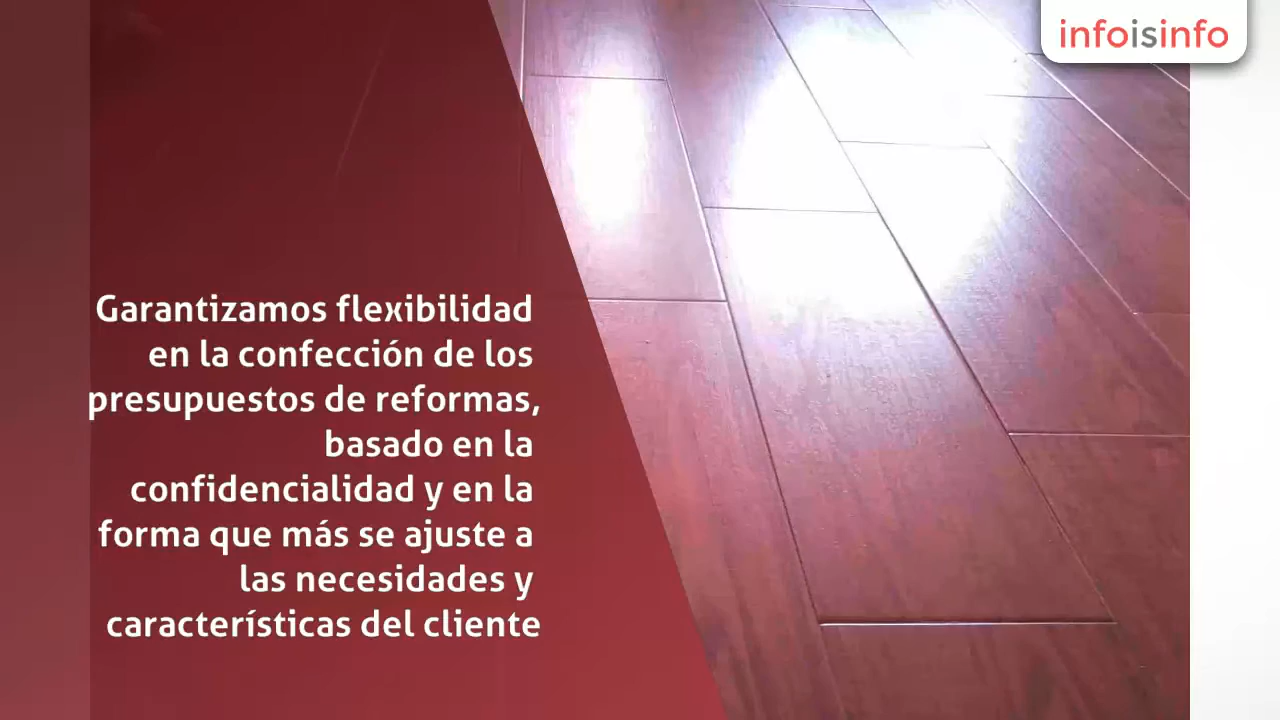 infoisinfo
Garantizamos flexibilidad
en la confección de los
presupuestos de reformas,
basado en la
confidencialidad y en la
forma que más se ajuste a
las necesidades y
características del cliente